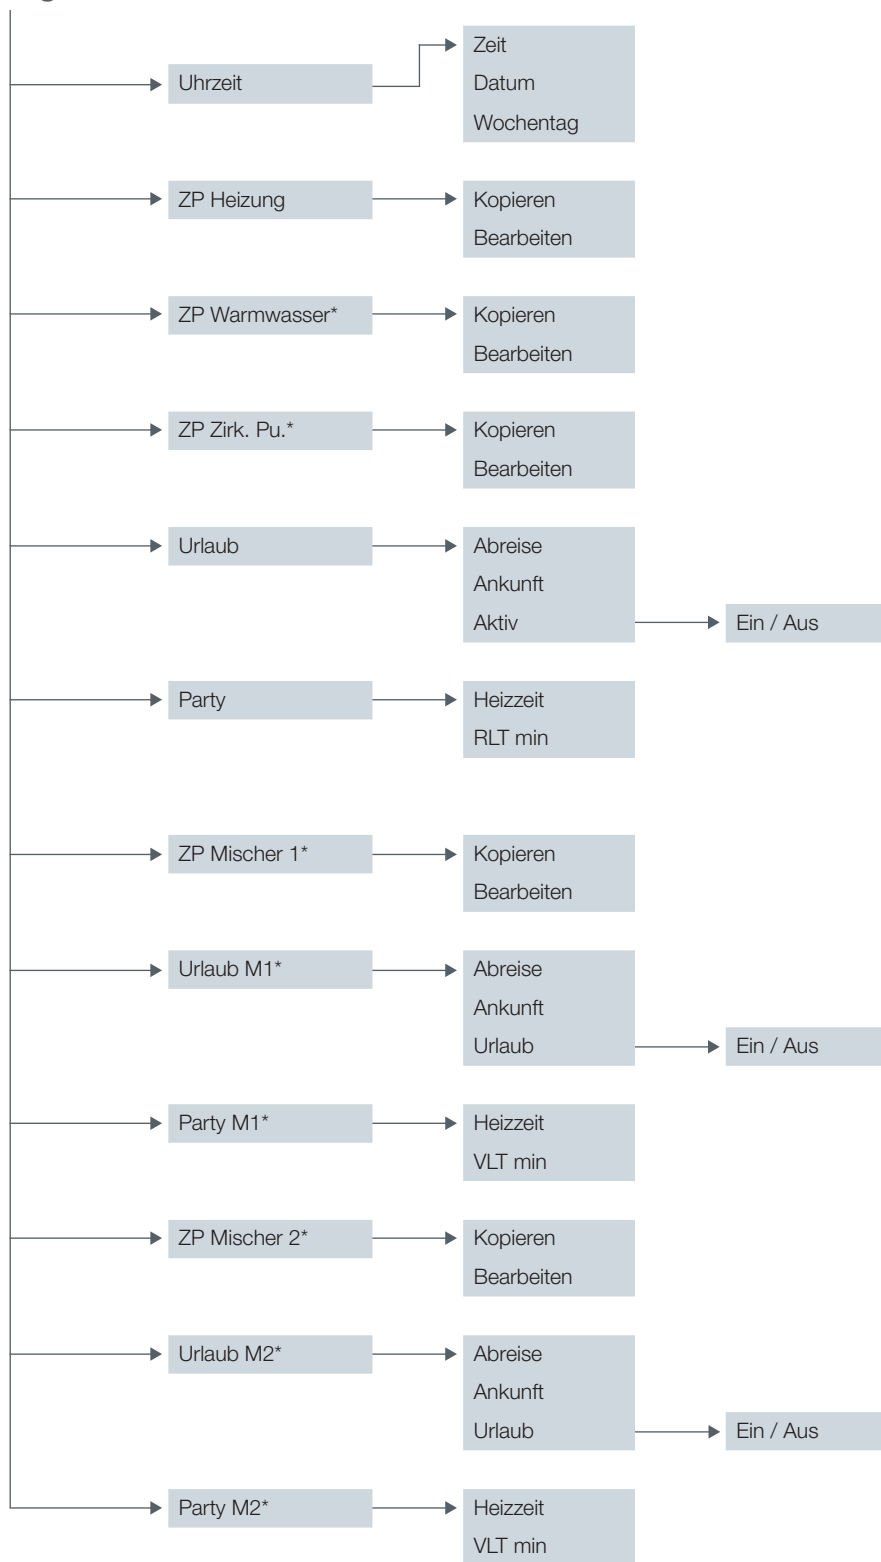 Zeit
Uhrzeit
Datum
Wochentag
ZP Heizung
Kopieren
Bearbeiten
ZP Warmwasser*
Kopieren
Bearbeiten
ZP Zirk. Pu.*
Kopieren
Bearbeiten
Urlaub
Abreise
Ankunft
Aktiv
Ein / Aus
Party
Heizzeit
RLT min
ZP Mischer 1*
Kopieren
Bearbeiten
Urlaub M1*
Abreise
Ankunft
Urlaub
Ein / Aus
Party M1*
Heizzeit
VLT min
ZP Mischer 2*
Kopieren
Bearbeiten
Urlaub M2*
Abreise
Ankunft
Urlaub
Ein / Aus
Party M2*
Heizzeit
VLT min